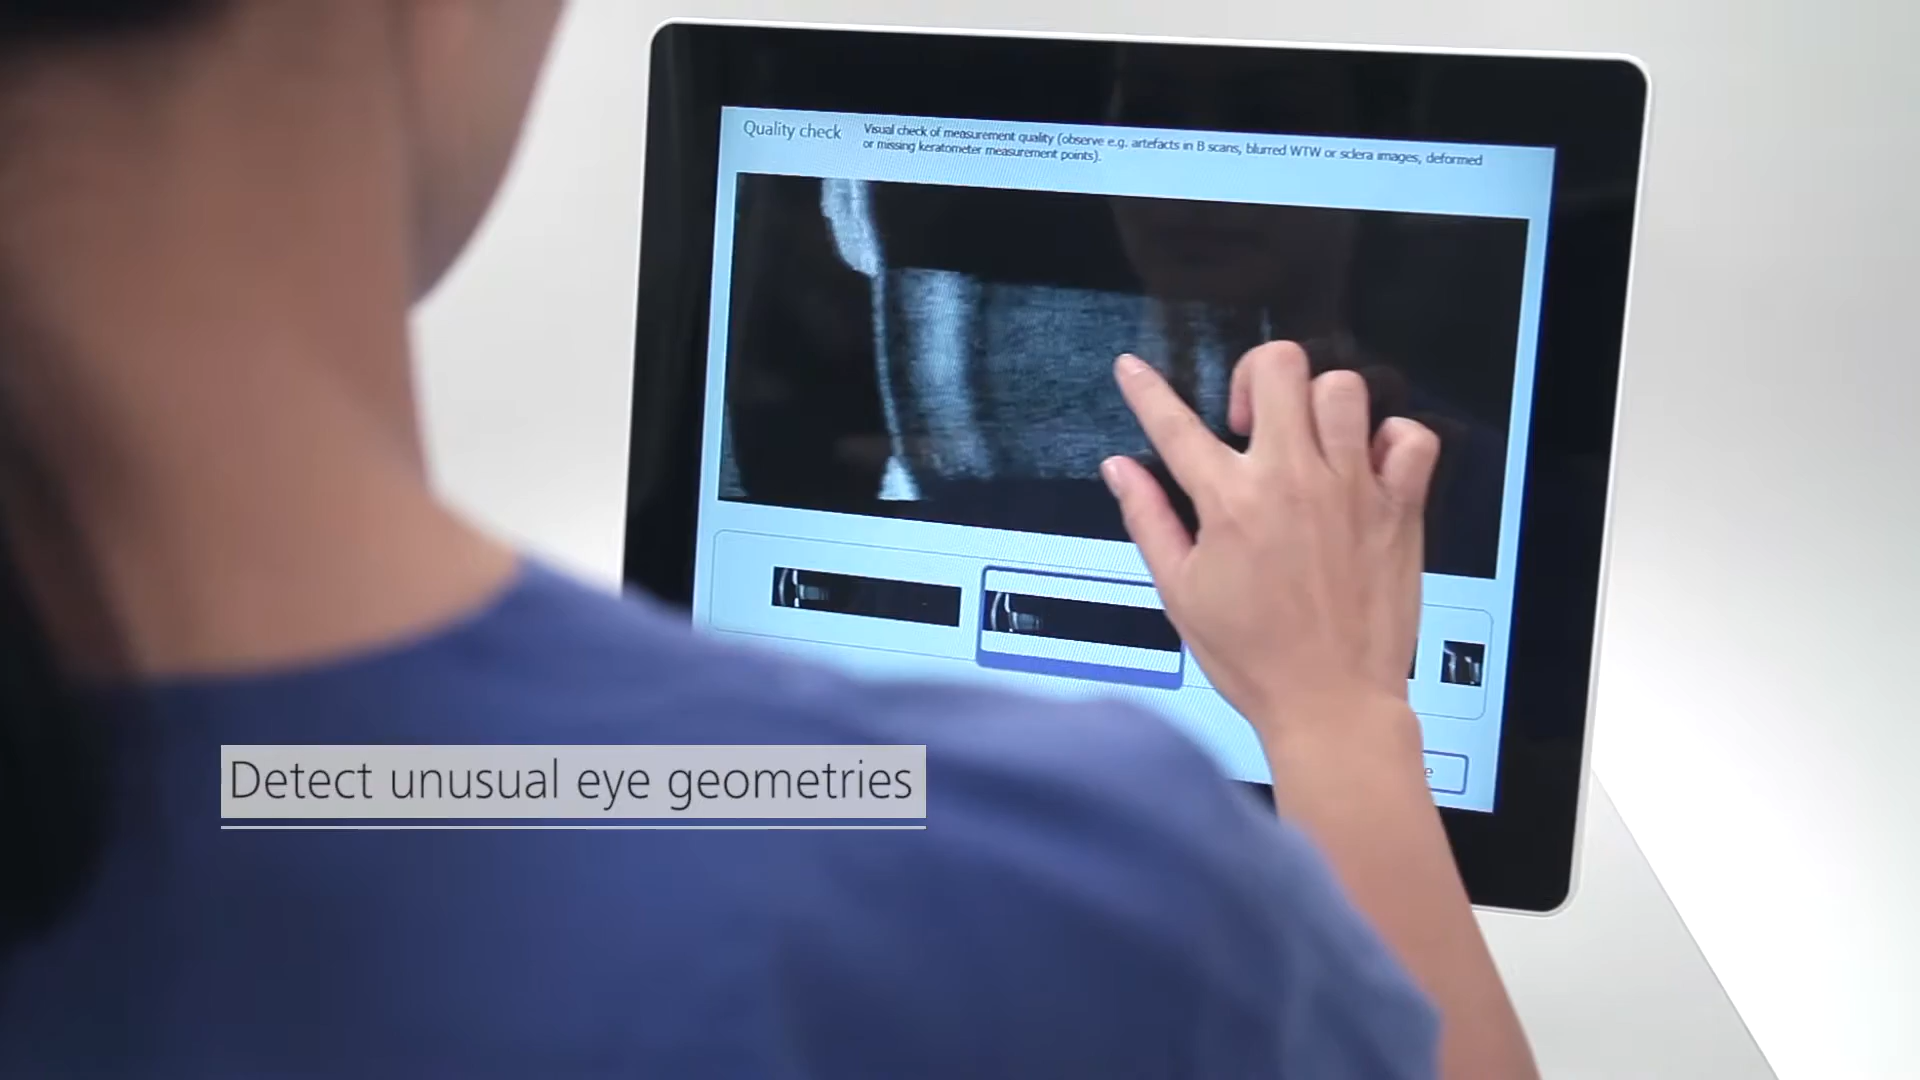 Quality check
Visual check of measurement quality (observe e.g. artefacts in B scans, blurred WTW or sclera images, deformed
or missing keratometer measurement points).
Detect unusual eye geometries